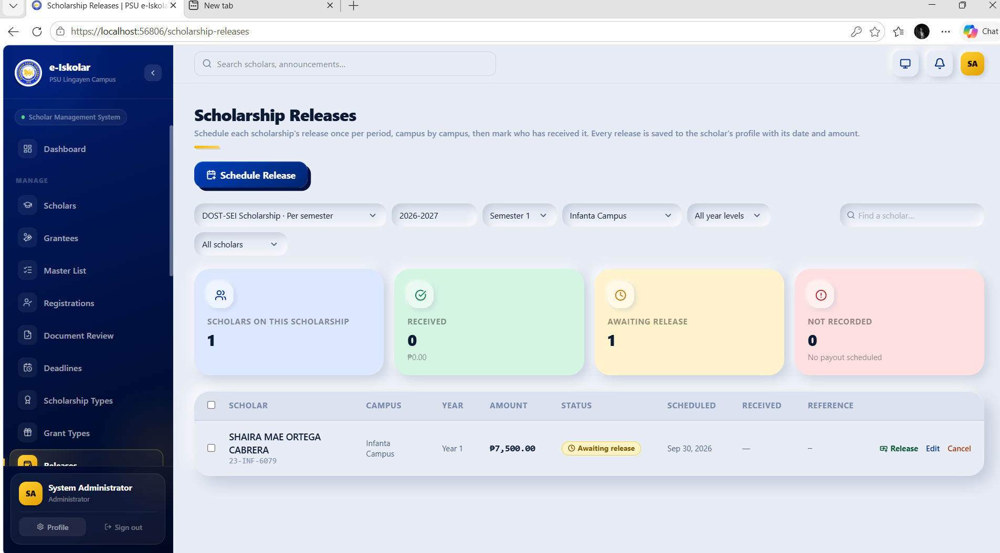 Scholarship Releases | PSU e-Iskola
New tab
https://localhost:56806/scholarship-releases
Chat
e-Iskolar
PSU Lingayen Campus
Scholar Management System
Dashboard
MANAGE
Scholars
Grantees
Master List
Registrations
Document Review
Deadlines
Scholarship Types
Grant Types
Releases
SA
System Administrator
Administrator
Profile
Sign out
Search scholars, announcements...
SA
Scholarship Releases
Schedule each scholarship's release once per period, campus by campus, then mark who has received it. Every release is saved to the scholar's profile with its date and amount.
Schedule Release
DOST-SEI Scholarship · Per semester
2026-2027
Semester 1
Infanta Campus
All year levels
Find a scholar...
All scholars
SCHOLARS ON THIS SCHOLARSHIP
1
RECEIVED
0
₱0.00
AWAITING RELEASE
1
NOT RECORDED
0
No payout scheduled
SCHOLAR CAMPUS YEAR AMOUNT STATUS SCHEDULED RECEIVED REFERENCE
SHAIRA MAE ORTEGA CABRERA
23-INF-6079
Infanta Campus
Year 1
₱7,500.00
Awaiting release
Sep 30, 2026
—
–
Release Edit Cancel